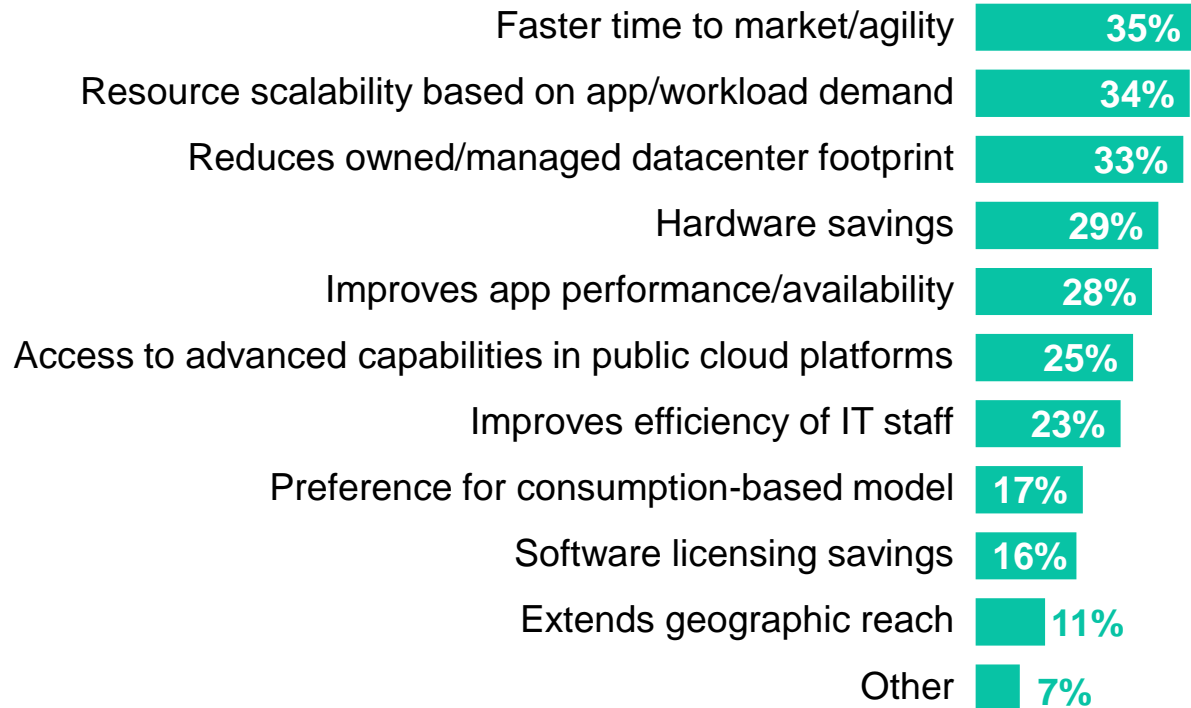 Faster time to market/agility 35%
Resource scalability based on app/workload demand 34%
Reduces owned/managed datacenter footprint 33%
Hardware savings 29%
Improves app performance/availability 28%
Access to advanced capabilities in public cloud platforms 25%
Improves efficiency of IT staff 23%
Preference for consumption-based model 17%
Software licensing savings 16%
Extends geographic reach 11%
Other 7%